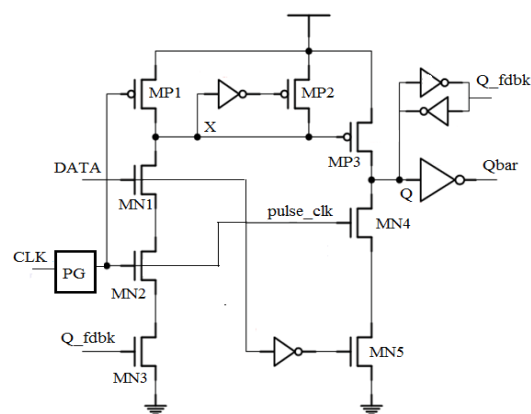 MP1
MP2
Q_fdbk
X
MP3
DATA
Qbar
MN1
Q
pulse_clk
MN4
CLK
PG
MN2
Q_fdbk
MN5
MN3